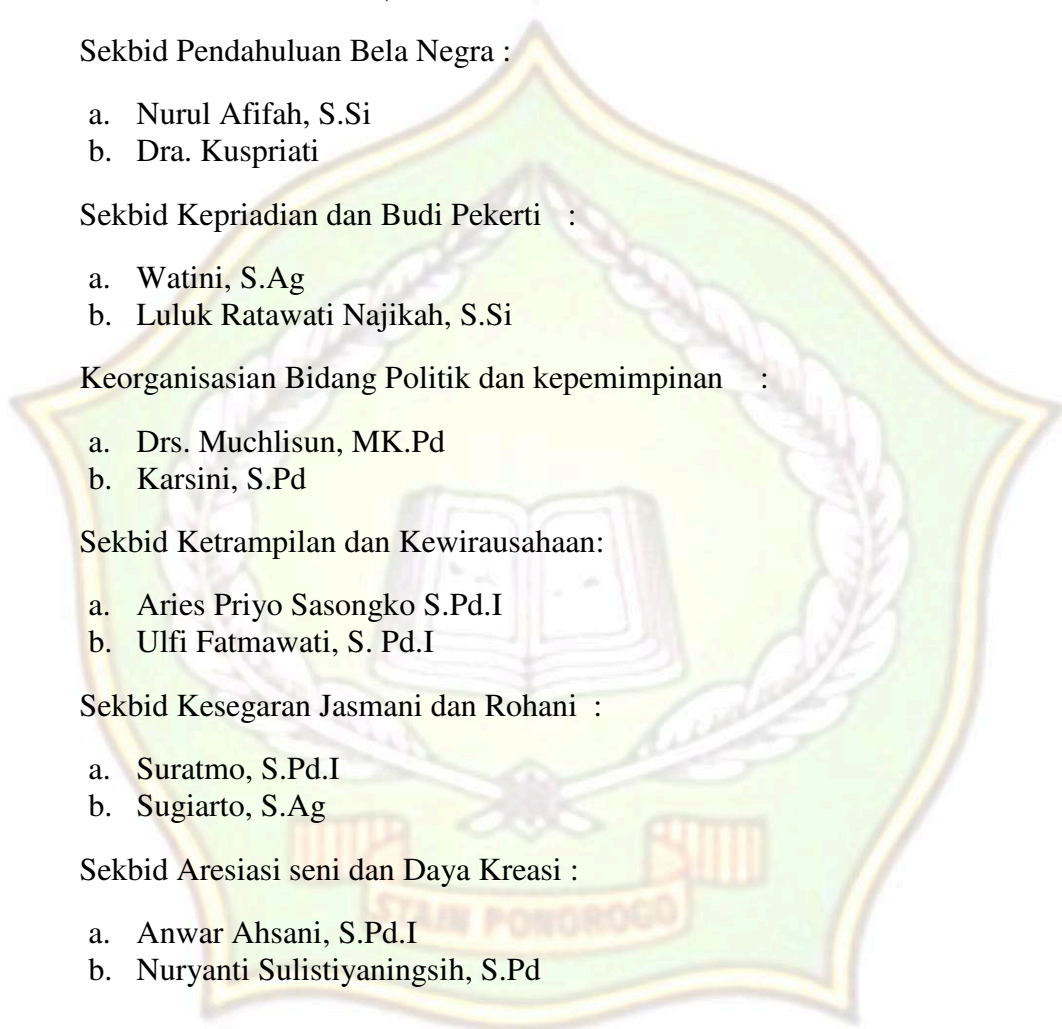 Sekbid Pendahuluan Bela Negra :
a. Nurul Afifah, S.Si
b. Dra. Kuspriati
Sekbid Kepriadian dan Budi Pekerti :
a. Watini, S.Ag
b. Luluk Ratawati Najikah, S.Si
Keorganisasian Bidang Politik dan kepemimpinan :
a. Drs. Muchlisun, MK.Pd
b. Karsini, S.Pd
Sekbid Ketrampilan dan Kewirausahaan:
a. Aries Priyo Sasongko S.Pd.I
b. Ulfi Fatmawati, S. Pd.I
Sekbid Kesegaran Jasmani dan Rohani :
a. Suratmo, S.Pd.I
b. Sugiarto, S.Ag
Sekbid Aresiasi seni dan Daya Kreasi :
STAIN PONOROGO
a. Anwar Ahsani, S.Pd.I
b. Nuryanti Sulistiyaningsih, S.Pd